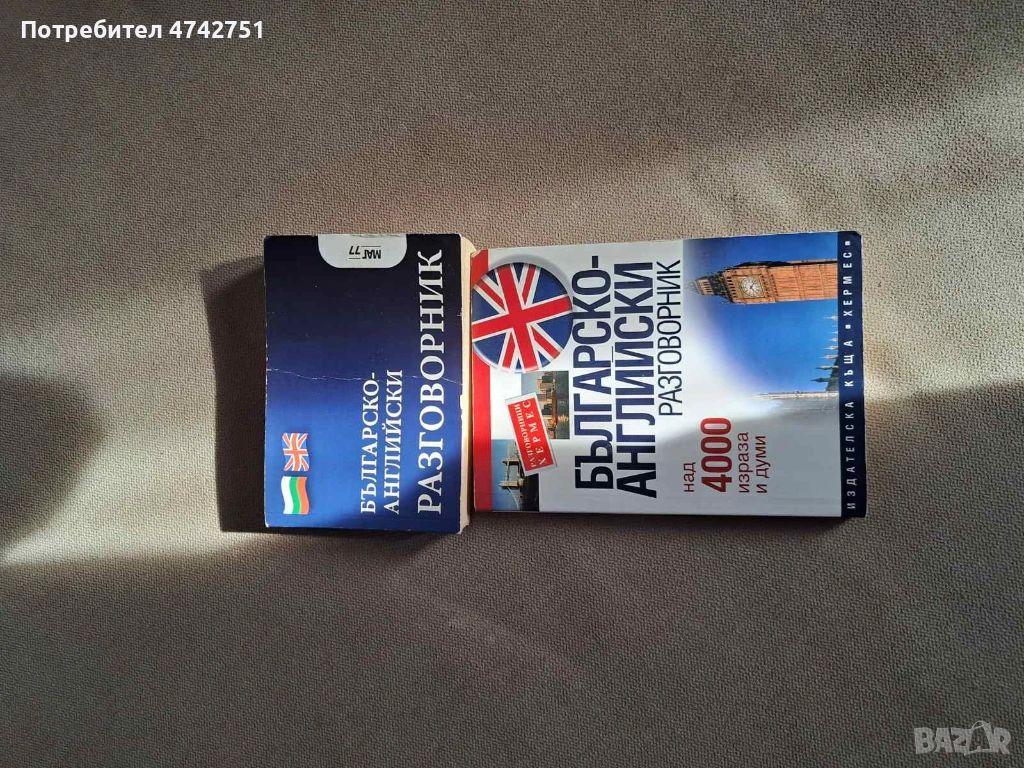 Потребител 4742751
МАГ
77
БЪЛГАРСКО-
АНГЛИЙСКИ
РАЗГОВОРНИК
БЪЛГАРСКО-
АНГЛИЙСКИ
РАЗГОВОРНИК
РАЗГОВОРНИЦИ
ХЕРМЕС
над
4000
израза
и думи
ИЗДАТЕЛСКА КЪЩА ХЕРМЕС
BAZAR